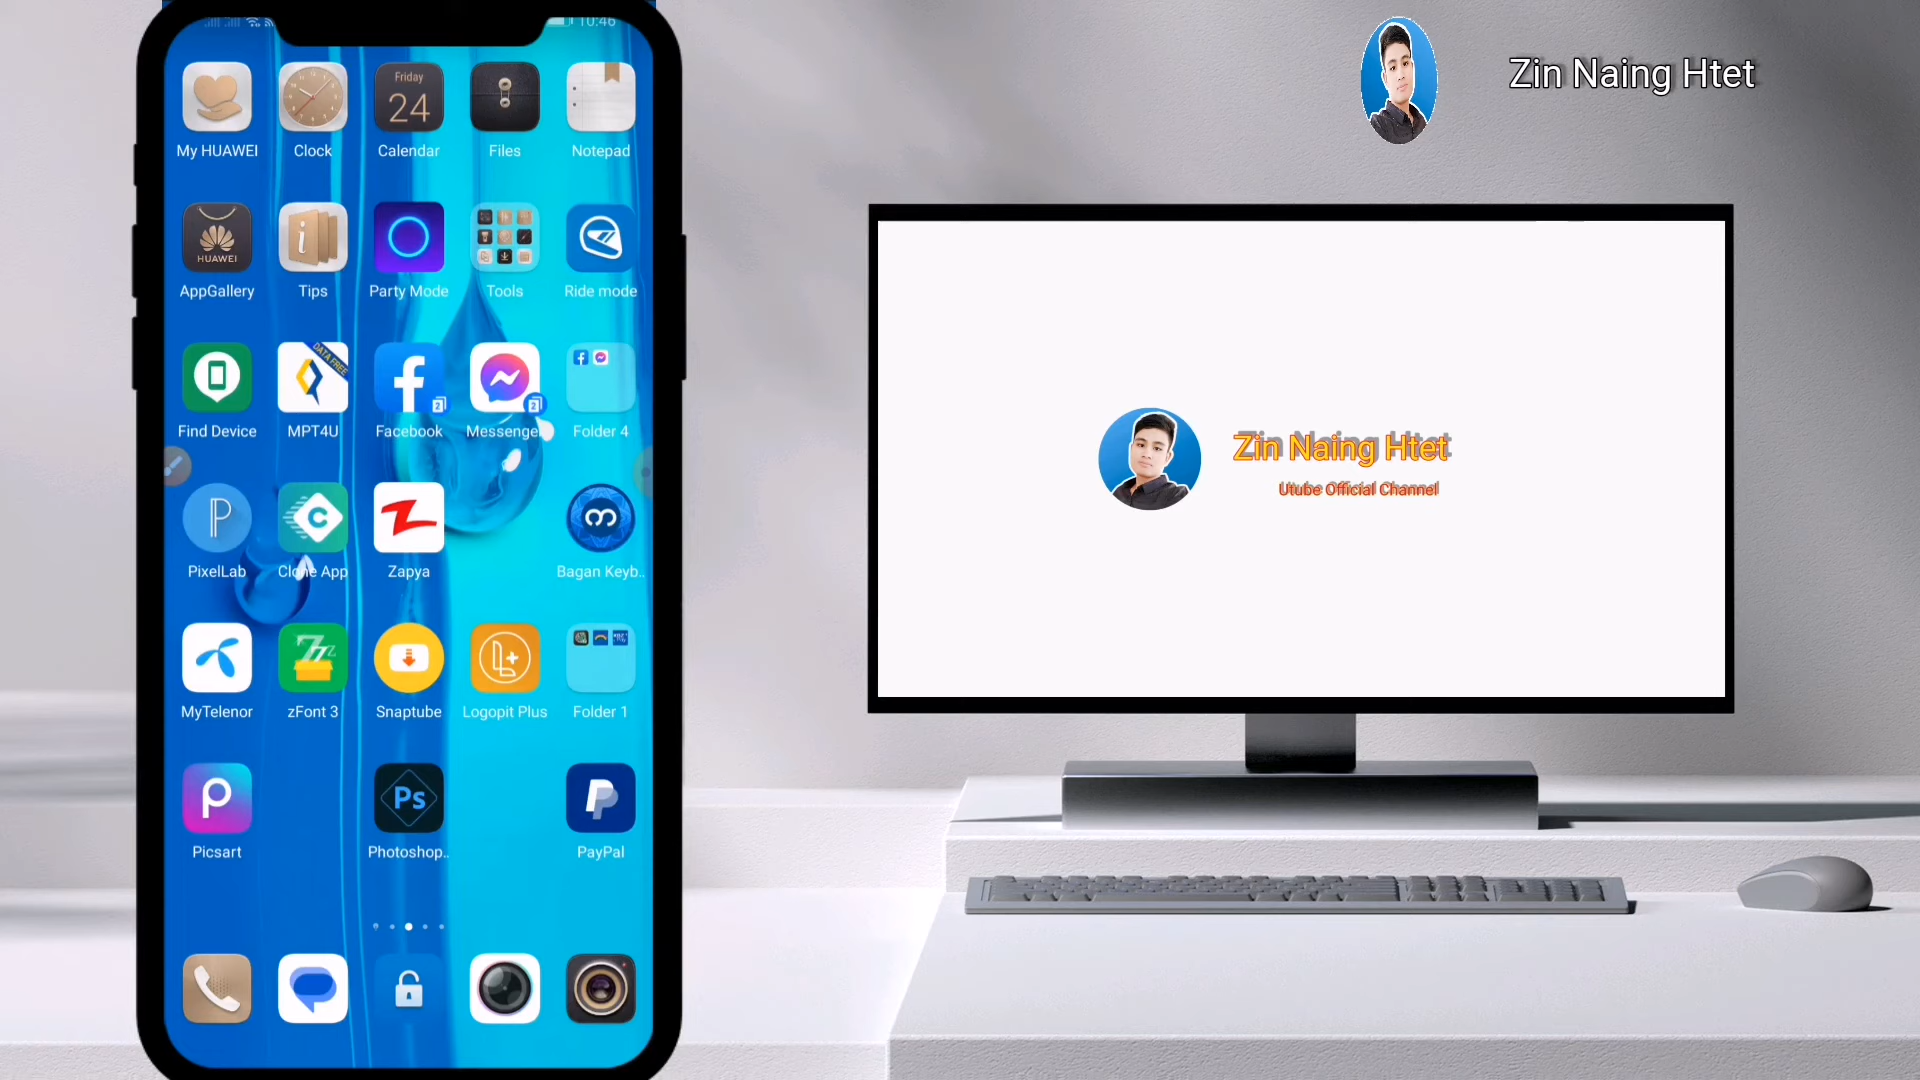 10:46
Zin Naing Htet
Friday
24
My HUAWEI
Clock
Calendar
Files
Notepad
HUAWEI
AppGallery
Tips
Party Mode
Tools
Ride mode
DATA FREE
Find Device
MPT4U
Facebook
Messenger
Folder 4
PixelLab
Clone App
Zapya
Bagan Keyb..
MyTelenor
zFont 3
Snaptube
Logopit Plus
Folder 1
Ps
Picsart
Photoshop..
PayPal
Zin Naing Htet
Utube Official Channel